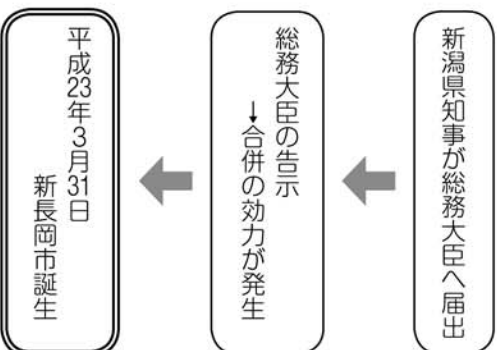 新潟県知事が総務大臣へ届出
総務大臣の告示
→合併の効力が発生
平成23年3月31日
新長岡市誕生